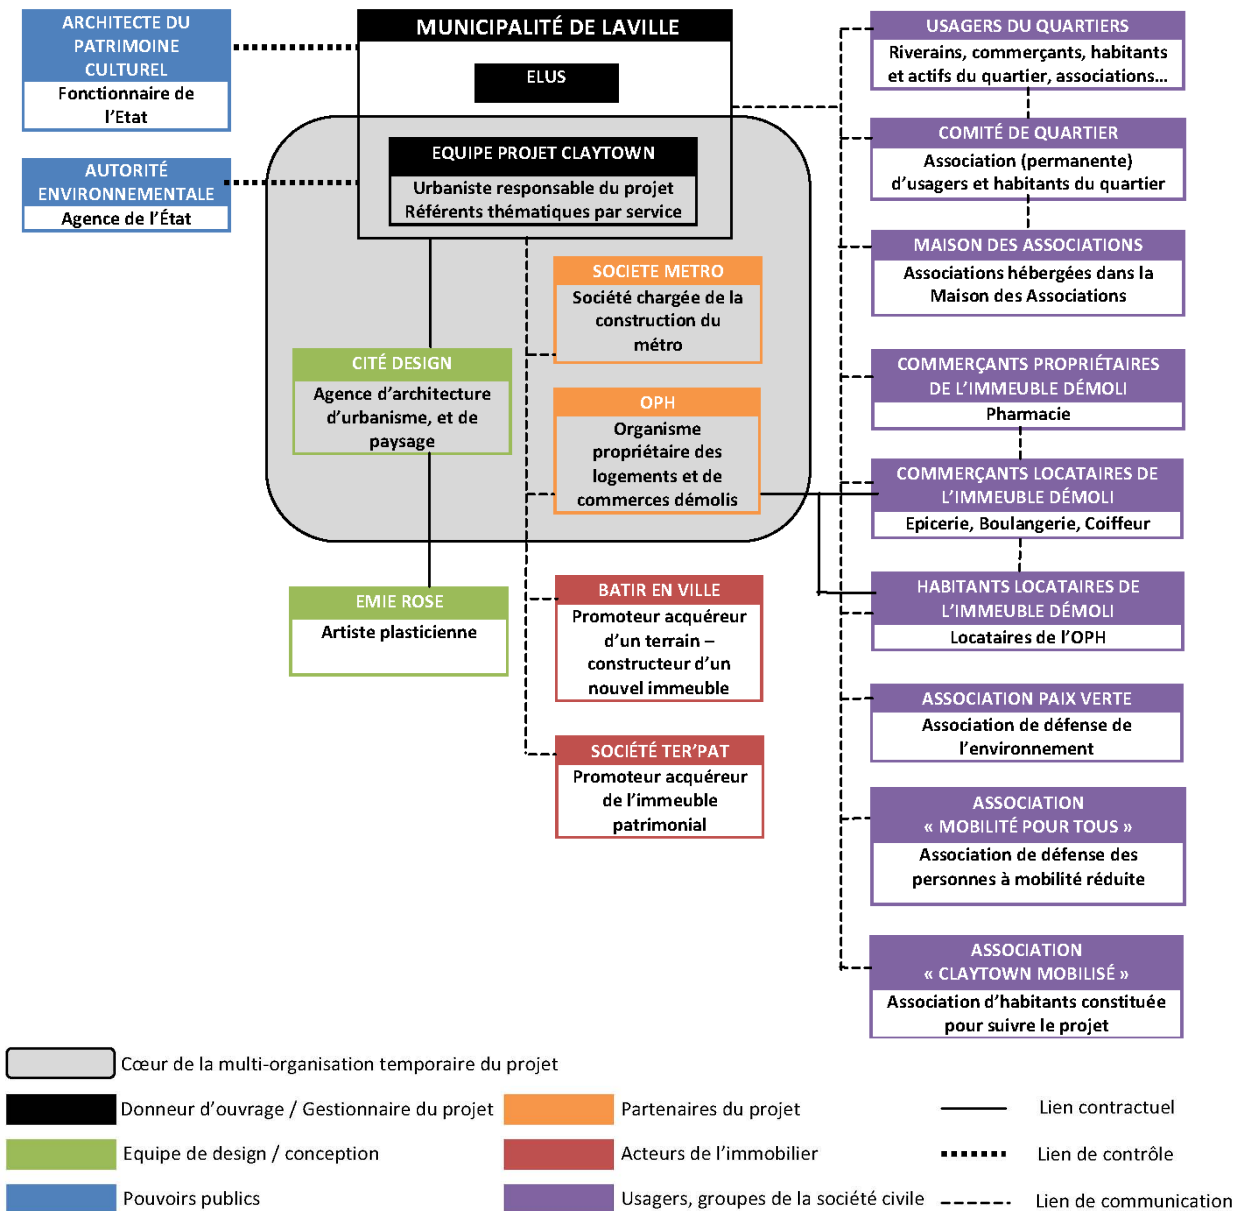 ARCHITECTE DU
PATRIMOINE
CULTUREL
Fonctionnaire de
l'Etat
AUTORITÉ
ENVIRONNEMENTALE
Agence de l'État
MUNICIPALITÉ DE LAVILLE
ELUS
EQUIPE PROJET CLAYTOWN
Urbaniste responsable du projet
Référents thématiques par service
SOCIETE METRO
Société chargée de la
construction du
métro
CITÉ DESIGN
Agence d'architecture
d'urbanisme, et de
paysage
OPH
Organisme
propriétaire des
logements et de
commerces démolis
EMIE ROSE
Artiste plasticienne
BATIR EN VILLE
Promoteur acquéreur
d'un terrain –
constructeur d'un
nouvel immeuble
SOCIÉTÉ TER'PAT
Promoteur acquéreur
de l'immeuble
patrimonial
USAGERS DU QUARTIERS
Riverains, commerçants, habitants
et actifs du quartier, associations...
COMITÉ DE QUARTIER
Association (permanente)
d'usagers et habitants du quartier
MAISON DES ASSOCIATIONS
Associations hébergées dans la
Maison des Associations
COMMERÇANTS PROPRIÉTAIRES
DE L'IMMEUBLE DÉMOLI
Pharmacie
COMMERÇANTS LOCATAIRES DE
L'IMMEUBLE DÉMOLI
Epicerie, Boulangerie, Coiffeur
HABITANTS LOCATAIRES DE
L'IMMEUBLE DÉMOLI
Locataires de l'OPH
ASSOCIATION PAIX VERTE
Association de défense de
l'environnement
ASSOCIATION
« MOBILITÉ POUR TOUS »
Association de défense des
personnes à mobilité réduite
ASSOCIATION
« CLAYTOWN MOBILISÉ »
Association d'habitants constituée
pour suivre le projet
Cœur de la multi-organisation temporaire du projet
Donneur d'ouvrage / Gestionnaire du projet
Equipe de design / conception
Pouvoirs publics
Partenaires du projet
Acteurs de l'immobilier
Usagers, groupes de la société civile
Lien contractuel
Lien de contrôle
Lien de communication